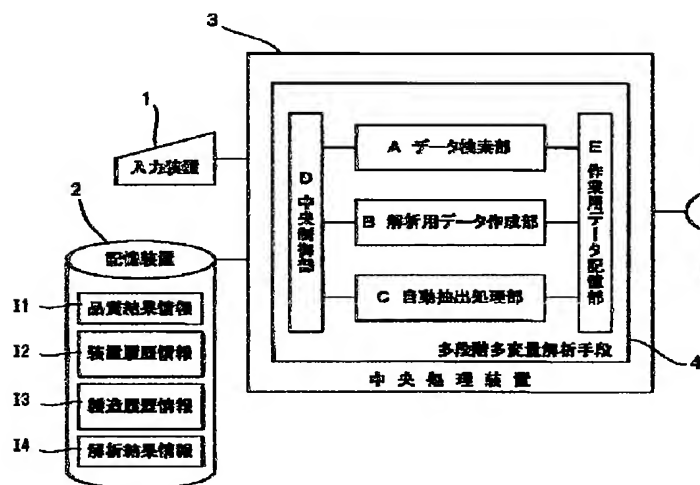 3
1
入力装置
2
記憶装置
I1
品質結果情報
I2
装置履歴情報
I3
製造履歴情報
I4
解析結果情報
D 中央制御部
A データ検索部
B 解析用データ作成部
C 自動抽出処理部
E 作業用データ記憶部
多段階多変量解析手段
4
中央処理装置